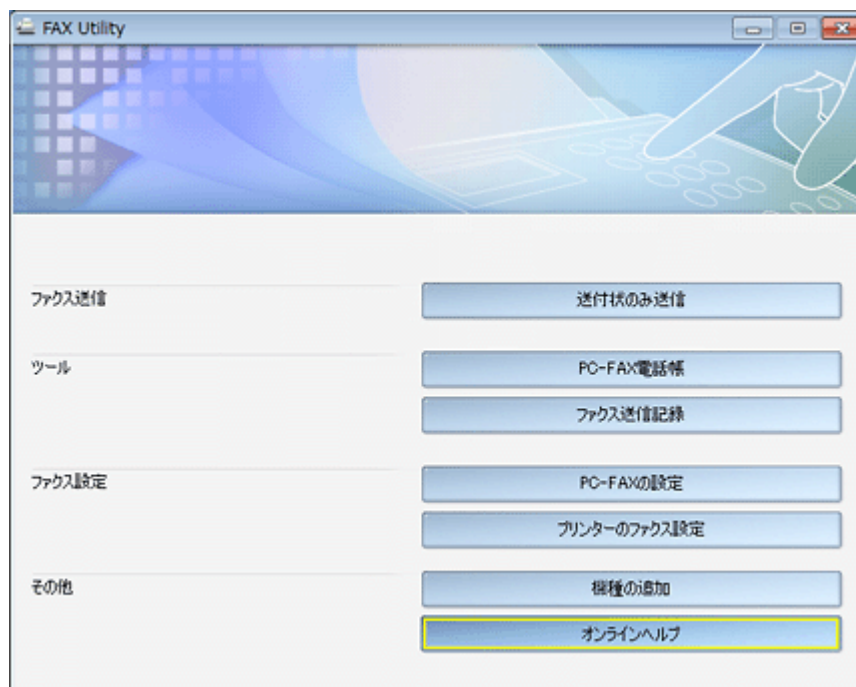 FAX Utility
ファクス送信
送付状のみ送信
ツール
PC-FAX電話帳
ファクス送信記録
ファクス設定
PC-FAXの設定
プリンターのファクス設定
その他
機種の追加
オンラインヘルプ